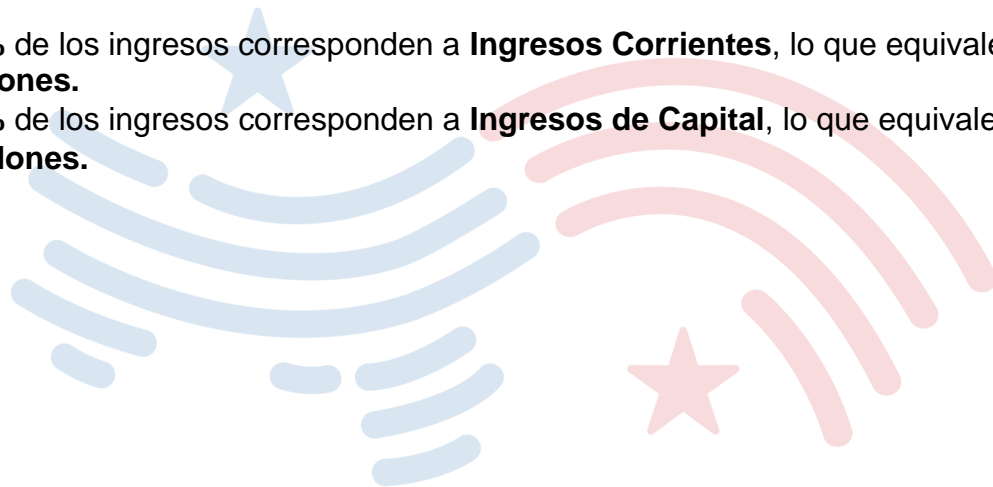 % de los ingresos corresponden a Ingresos Corrientes, lo que equivale
ones.
% de los ingresos corresponden a Ingresos de Capital, lo que equivale
lones.